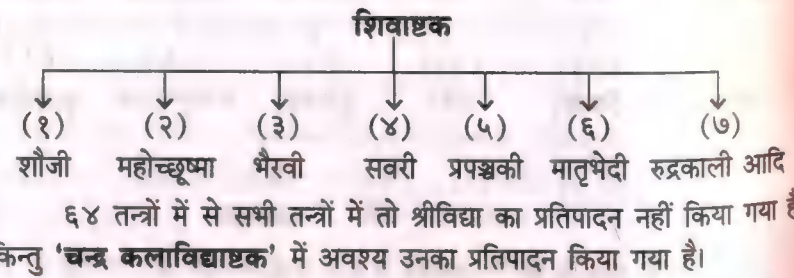 शिवाष्टक
(१) (२) (३) (४) (५) (६) (७)
शौजी महोच्छूष्मा भैरवी सवरी प्रपञ्चकी मातृभेदी रुद्रकाली आदि
६४ तन्त्रों में से सभी तन्त्रों में तो श्रीविद्या का प्रतिपादन नहीं किया गया है
किन्तु 'चन्द्र कलाविद्याष्टक' में अवश्य उनका प्रतिपादन किया गया है।